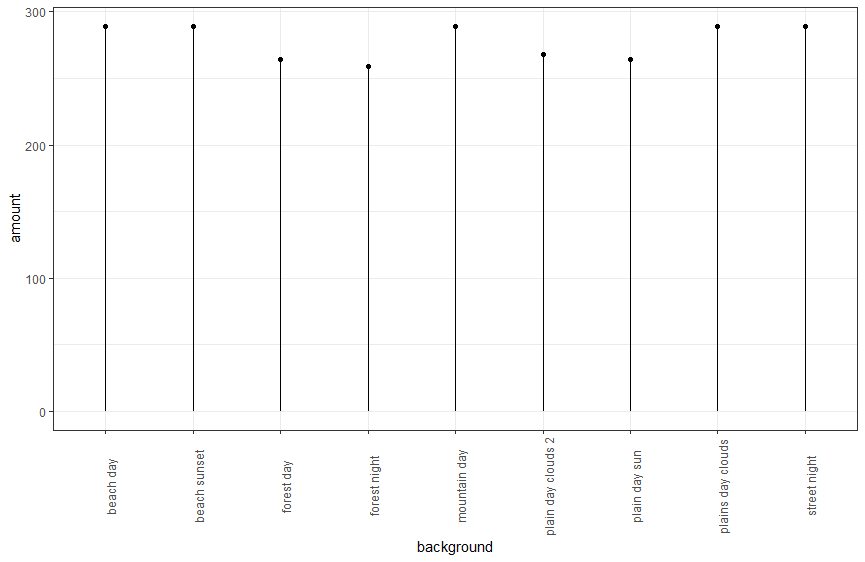 300
200
100
0
amount
beach day
beach sunset
forest day
forest night
mountain day
plain day clouds 2
plain day sun
plains day clouds
street night
background